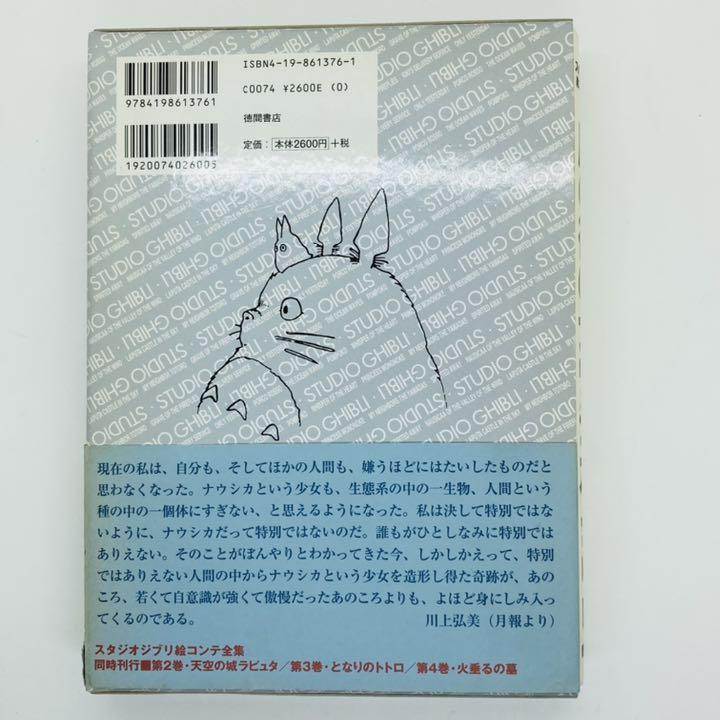 ISBN4-19-861376-1
9784198613761
C0074 ¥2600E (0)
徳間書店
1920074026005
定価:本体2600円+税
STUDIO GHIBLI
現在の私は、自分も、そしてほかの人間も、嫌うほどにはたいしたものだと
思わなくなった。ナウシカという少女も、生態系の中の一生物、人間という
種の中の一個体にすぎない、と思えるようになった。私は決して特別ではな
いように、ナウシカだって特別ではないのだ。誰もがひとしなみに特別では
ありえない。そのことがぼんやりとわかってきた今、しかしかえって、特別
ではありえない人間の中からナウシカという少女を造形し得た奇跡が、あの
ころ、若くて自意識が強くて傲慢だったあのころよりも、よほど身にしみ入っ
てくるのである。 川上弘美(月報より)
スタジオジブリ絵コンテ全集
同時刊行■第2巻・天空の城ラピュタ/第3巻・となりのトトロ/第4巻・火垂るの墓